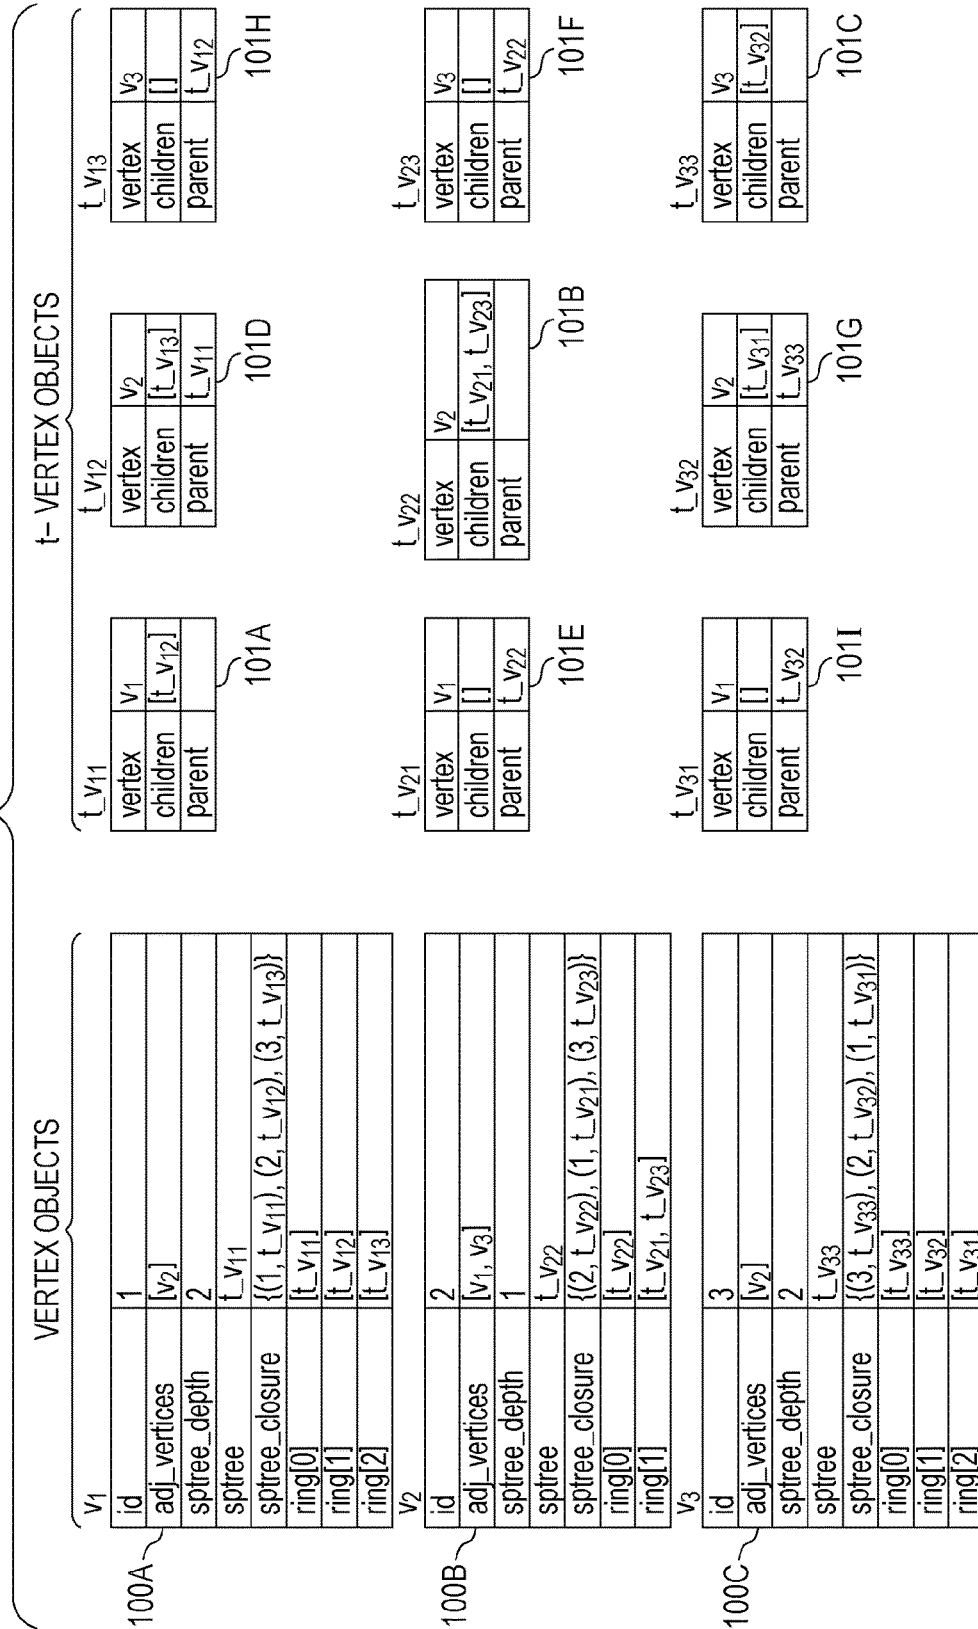 VERTEX OBJECTS
t– VERTEX OBJECTS
v1
id 1
adj_vertices [v2]
sptree_depth 2
sptree t_v11
sptree_closure {(1, t_v11), (2, t_v12), (3, t_v13)}
ring[0] [t_v11]
ring[1] [t_v12]
ring[2] [t_v13]
100A
t_v11
vertex v1
children [t_v12]
parent
101A
t_v12
vertex v2
children [t_v13]
parent t_v11
101D
t_v13
vertex v3
children []
parent t_v12
101H
v2
id 2
adj_vertices [v1, v3]
sptree_depth 1
sptree t_v22
sptree_closure {(2, t_v22), (1, t_v21), (3, t_v23)}
ring[0] [t_v22]
ring[1] [t_v21, t_v23]
100B
t_v21
vertex v1
children []
parent t_v22
101E
t_v22
vertex v2
children [t_v21, t_v23]
parent
101B
t_v23
vertex v3
children []
parent t_v22
101F
v3
id 3
adj_vertices [v2]
sptree_depth 2
sptree t_v33
sptree_closure {(3, t_v33), (2, t_v32), (1, t_v31)}
ring[0] [t_v33]
ring[1] [t_v32]
ring[2] [t_v31]
100C
t_v31
vertex v1
children []
parent t_v32
101I
t_v32
vertex v2
children [t_v31]
parent t_v33
101G
t_v33
vertex v3
children [t_v32]
parent
101C